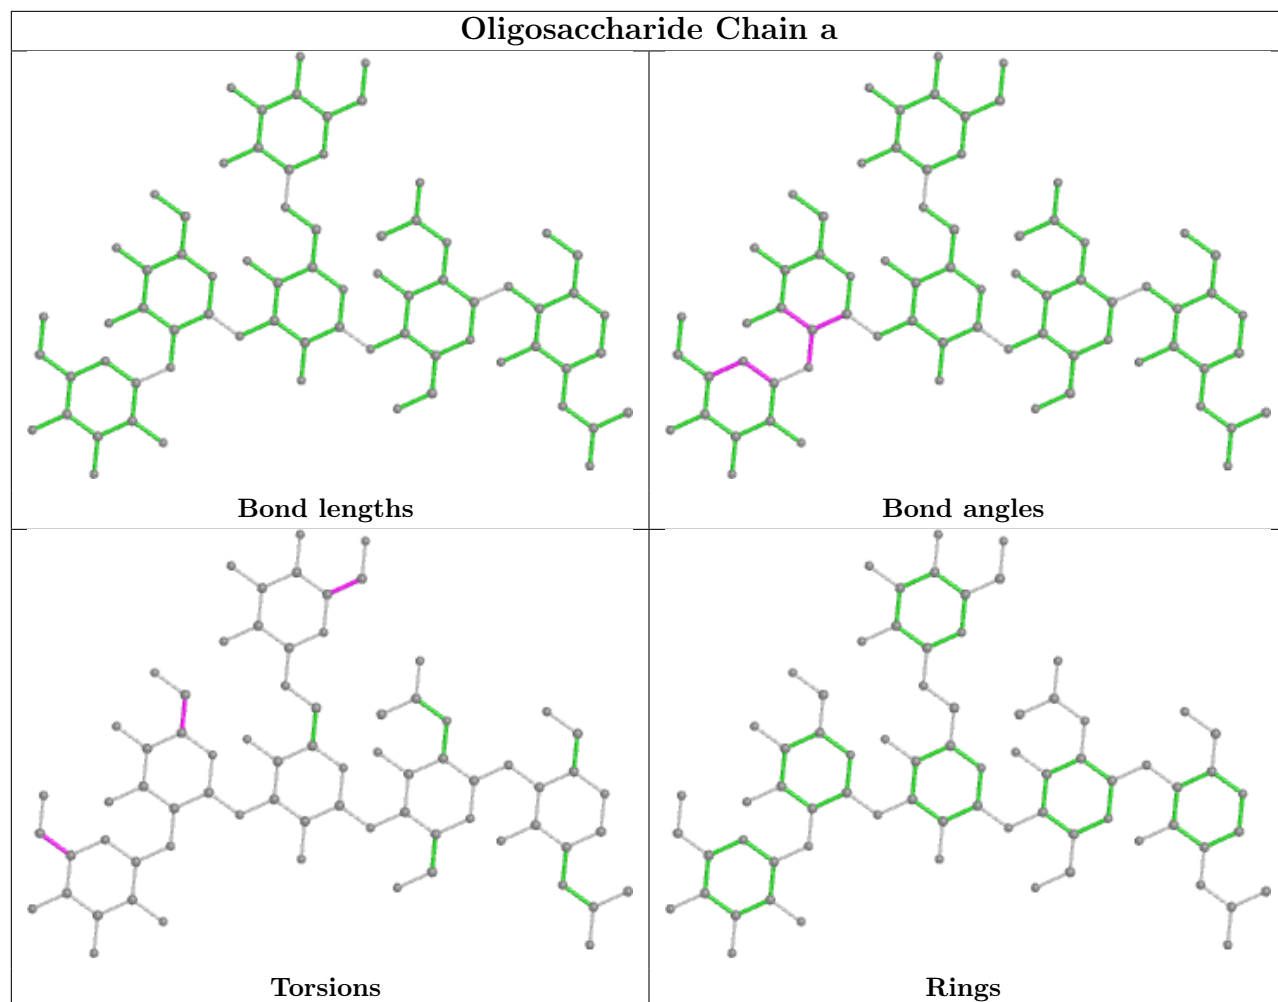 Oligosaccharide Chain a
Bond lengths
Bond angles
Torsions
Rings